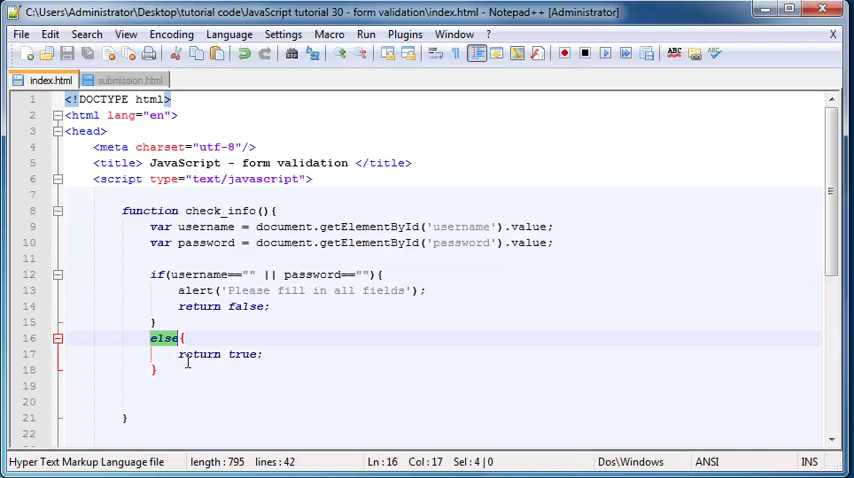 C:\Users\Administrator\Desktop\tutorial code\JavaScript tutorial 30 - form validation\index.html - Notepad++ [Administrator]
File Edit Search View Encoding Language Settings Macro Run Plugins Window ? X
index.html submission.html
1 <!DOCTYPE html>
2 <html lang="en">
3 <head>
4 <meta charset="utf-8"/>
5 <title> JavaScript - form validation </title>
6 <script type="text/javascript">
7
8 function check_info(){
9 var username = document.getElementById('username').value;
10 var password = document.getElementById('password').value;
11
12 if(username=="" || password==""){
13 alert('Please fill in all fields');
14 return false;
15 }
16 else{
17 return true;
18 }
19
20
21 }
22
Hyper Text Markup Language file length : 795 lines : 42 Ln : 16 Col : 17 Sel : 4 | 0 Dos\Windows ANSI INS